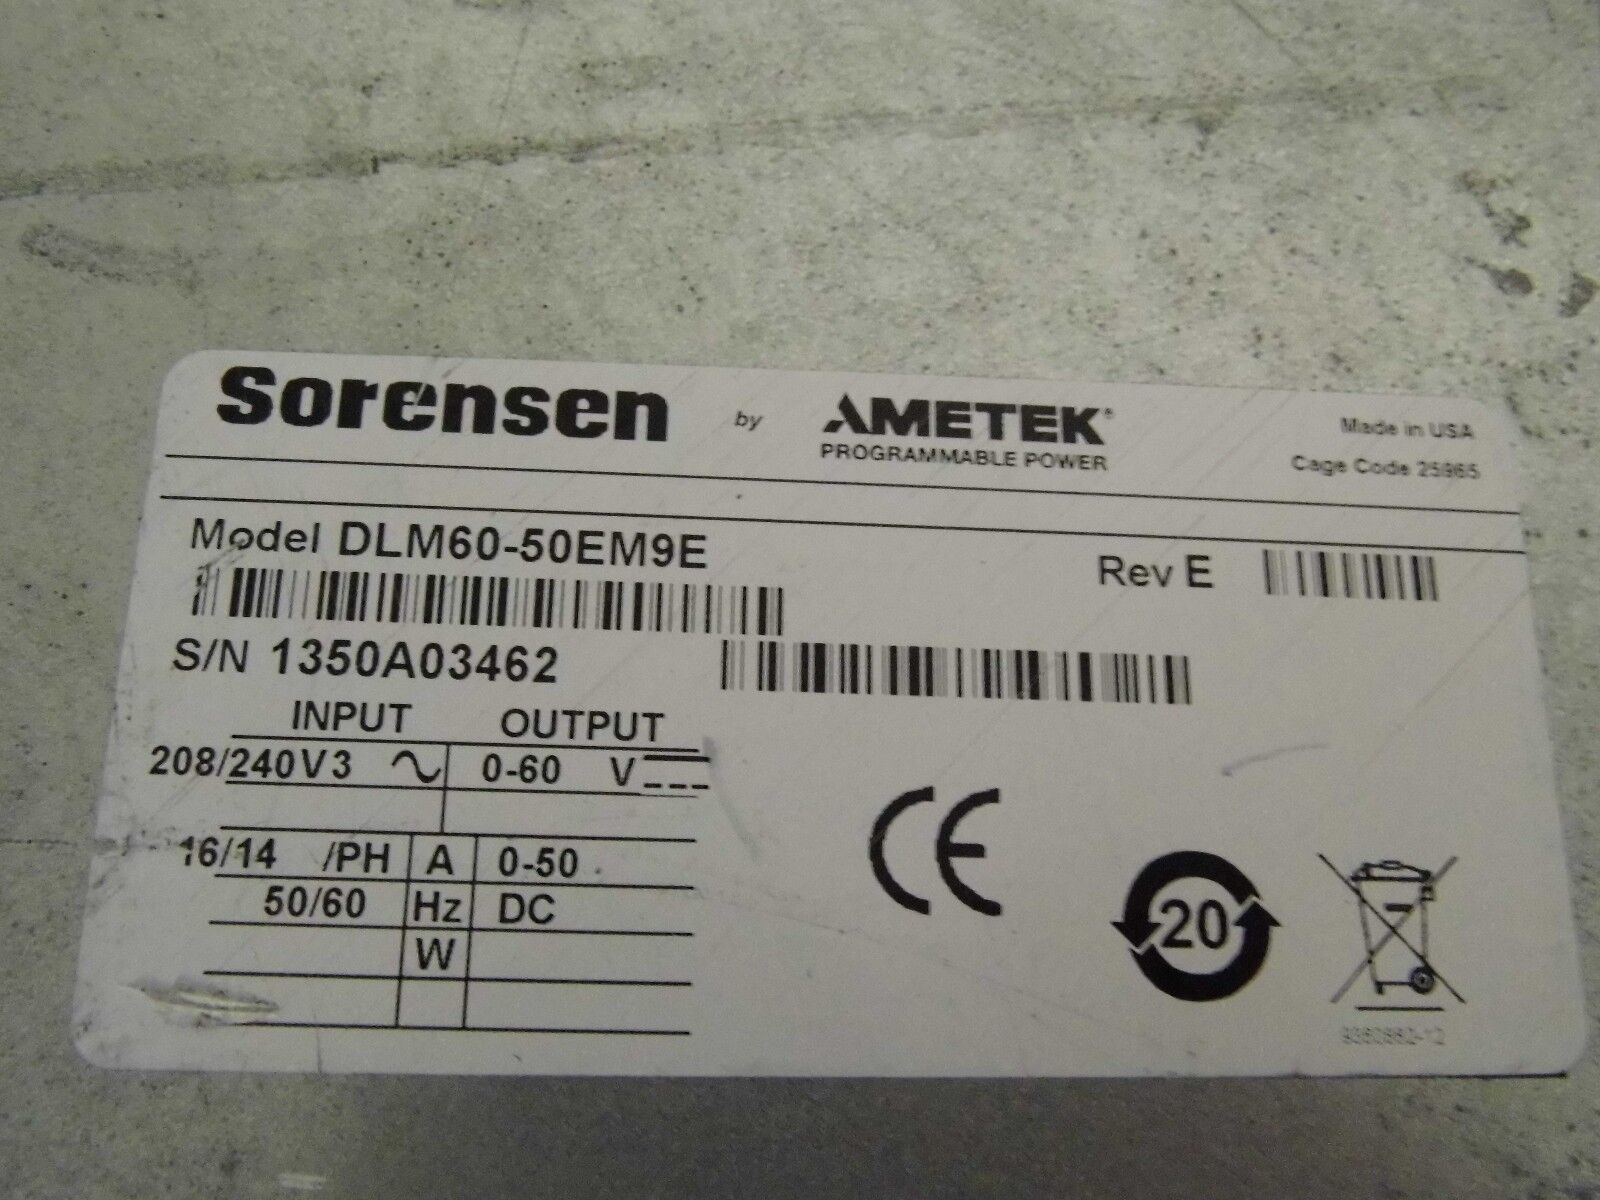 Sorensen by AMETEK®
PROGRAMMABLE POWER
Made in USA
Cage Code 25965
Model DLM60-50EM9E
Rev E
S/N 1350A03462
INPUT OUTPUT
208/240V3 ~ 0-60 V
16/14 /PH A 0-50
50/60 Hz DC
W
CE
20